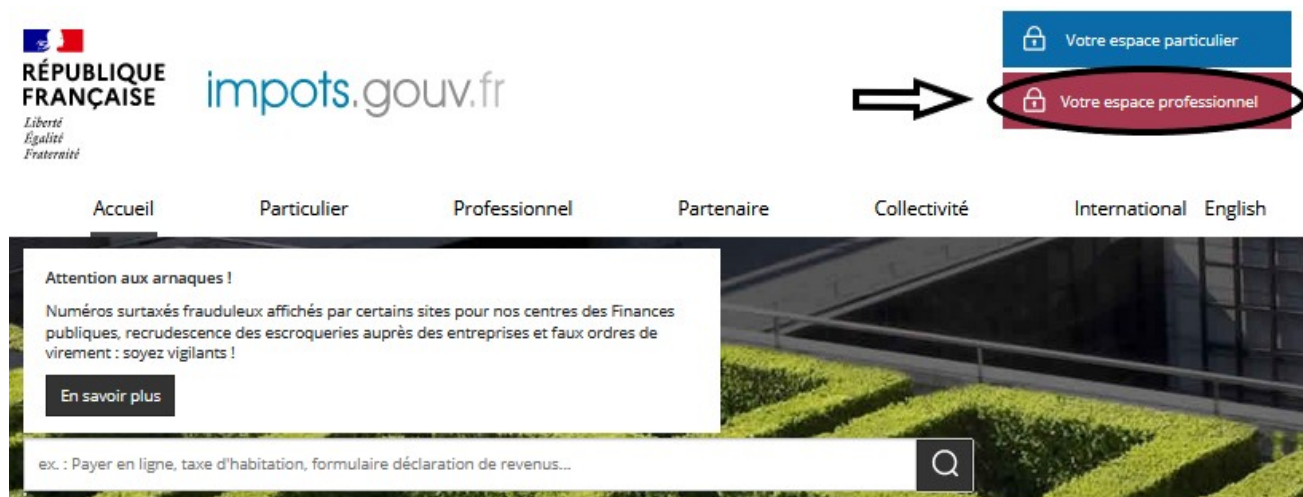 Votre espace particulier
RÉPUBLIQUE
FRANÇAISE
Liberté
Égalité
Fraternité
impots.gouv.fr
Votre espace professionnel
Accueil Particulier Professionnel Partenaire Collectivité International English
Attention aux arnaques !
Numéros surtaxés frauduleux affichés par certains sites pour nos centres des Finances
publiques, recrudescence des escroqueries auprès des entreprises et faux ordres de
virement : soyez vigilants !
En savoir plus
ex. : Payer en ligne, taxe d'habitation, formulaire déclaration de revenus...